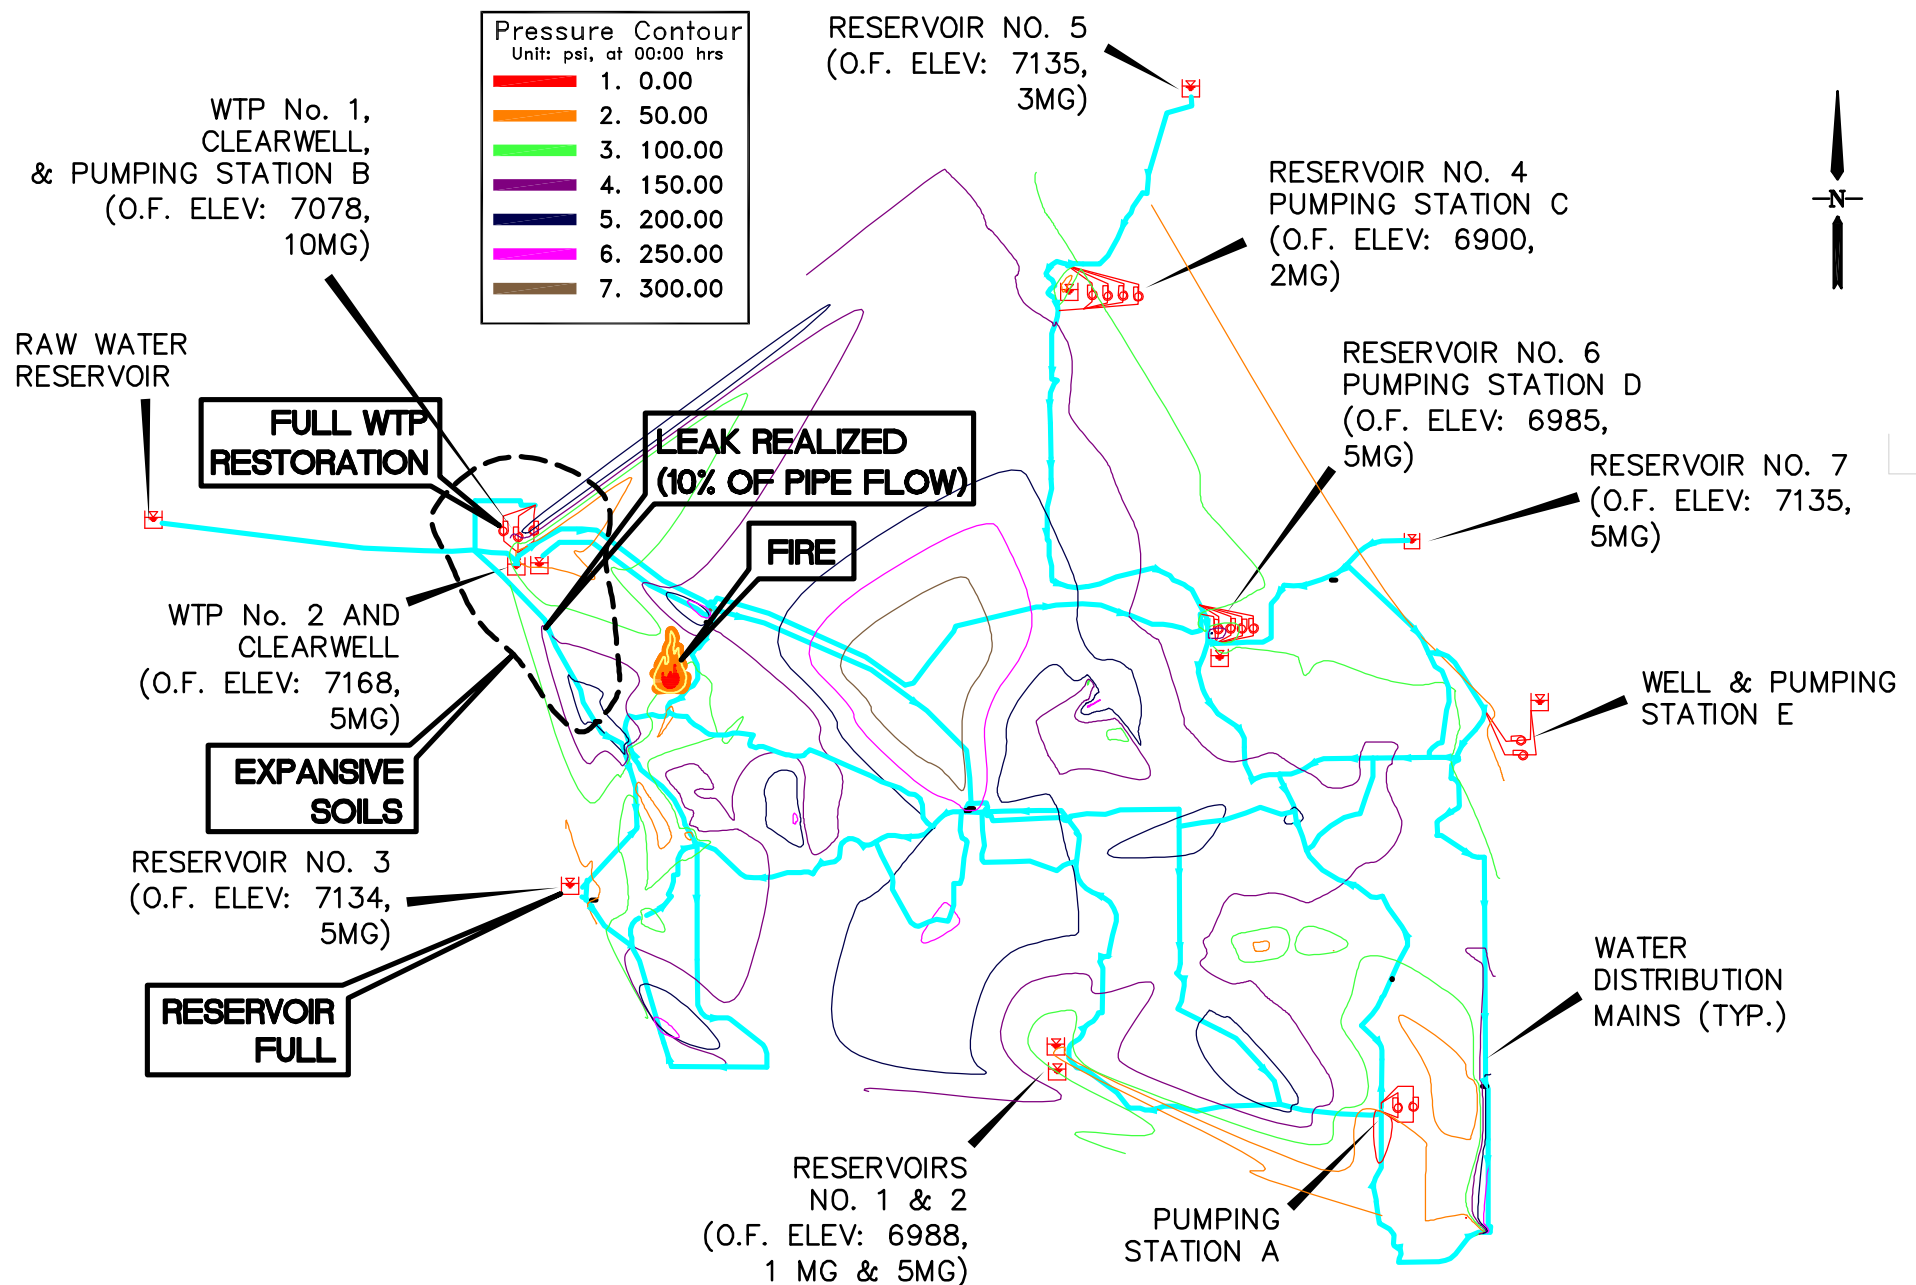 Pressure Contour
Unit: psi, at 00:00 hrs
1. 0.00
2. 50.00
3. 100.00
4. 150.00
5. 200.00
6. 250.00
7. 300.00
RESERVOIR NO. 5
(O.F. ELEV: 7135,
3MG)
WTP No. 1,
CLEARWELL,
& PUMPING STATION B
(O.F. ELEV: 7078,
10MG)
RESERVOIR NO. 4
PUMPING STATION C
(O.F. ELEV: 6900,
2MG)
N
RAW WATER
RESERVOIR
RESERVOIR NO. 6
PUMPING STATION D
(O.F. ELEV: 6985,
5MG)
FULL WTP
RESTORATION
LEAK REALIZED
(10% OF PIPE FLOW)
RESERVOIR NO. 7
(O.F. ELEV: 7135,
5MG)
FIRE
WTP No. 2 AND
CLEARWELL
(O.F. ELEV: 7168,
5MG)
WELL & PUMPING
STATION E
EXPANSIVE
SOILS
RESERVOIR NO. 3
(O.F. ELEV: 7134,
5MG)
WATER
DISTRIBUTION
MAINS (TYP.)
RESERVOIR
FULL
RESERVOIRS
NO. 1 & 2
(O.F. ELEV: 6988,
1 MG & 5MG)
PUMPING
STATION A